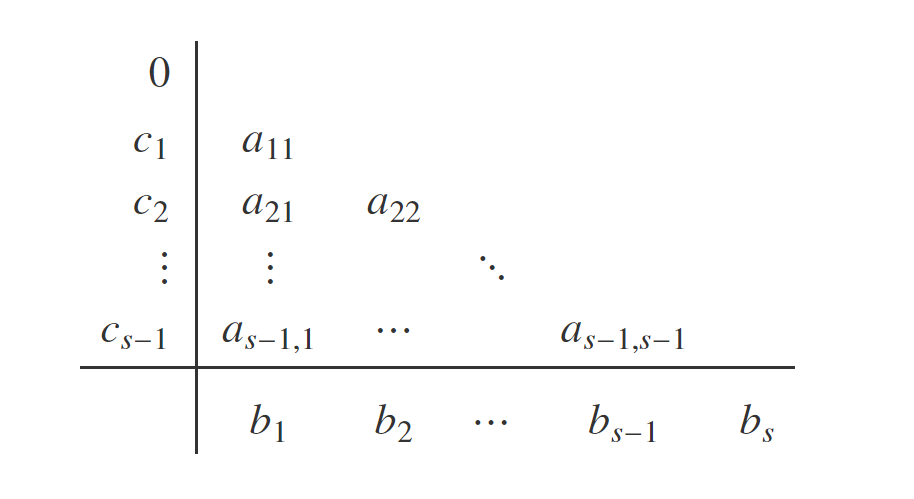 0
c₁ a₁₁
c₂ a₂₁ a₂₂
⋮ ⋮ ⋱
cₛ₋₁ aₛ₋₁,₁ ⋯ aₛ₋₁,ₛ₋₁
b₁ b₂ ⋯ bₛ₋₁ bₛ